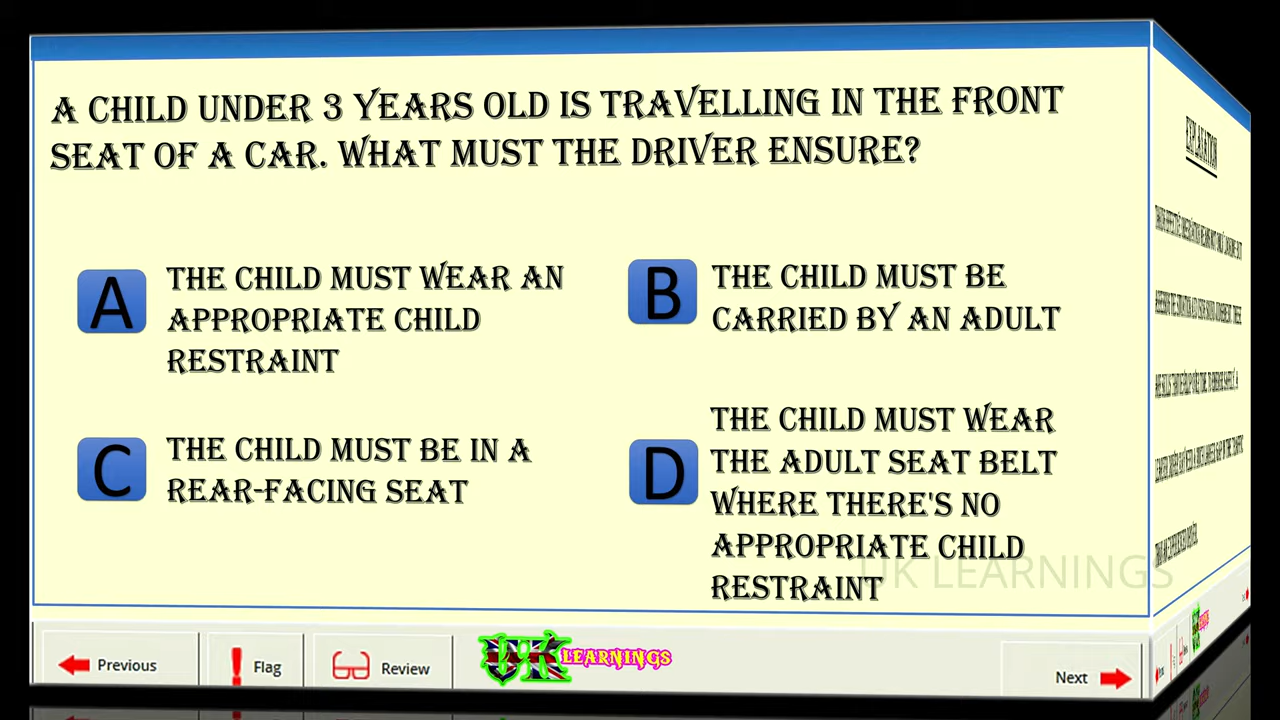 A CHILD UNDER 3 YEARS OLD IS TRAVELLING IN THE FRONT
SEAT OF A CAR. WHAT MUST THE DRIVER ENSURE?
A
THE CHILD MUST WEAR AN
APPROPRIATE CHILD
RESTRAINT
B
THE CHILD MUST BE
CARRIED BY AN ADULT
C
THE CHILD MUST BE IN A
REAR-FACING SEAT
D
THE CHILD MUST WEAR
THE ADULT SEAT BELT
WHERE THERE'S NO
APPROPRIATE CHILD
RESTRAINT
UK LEARNINGS
Previous
Flag
Review
UK LEARNINGS
Next